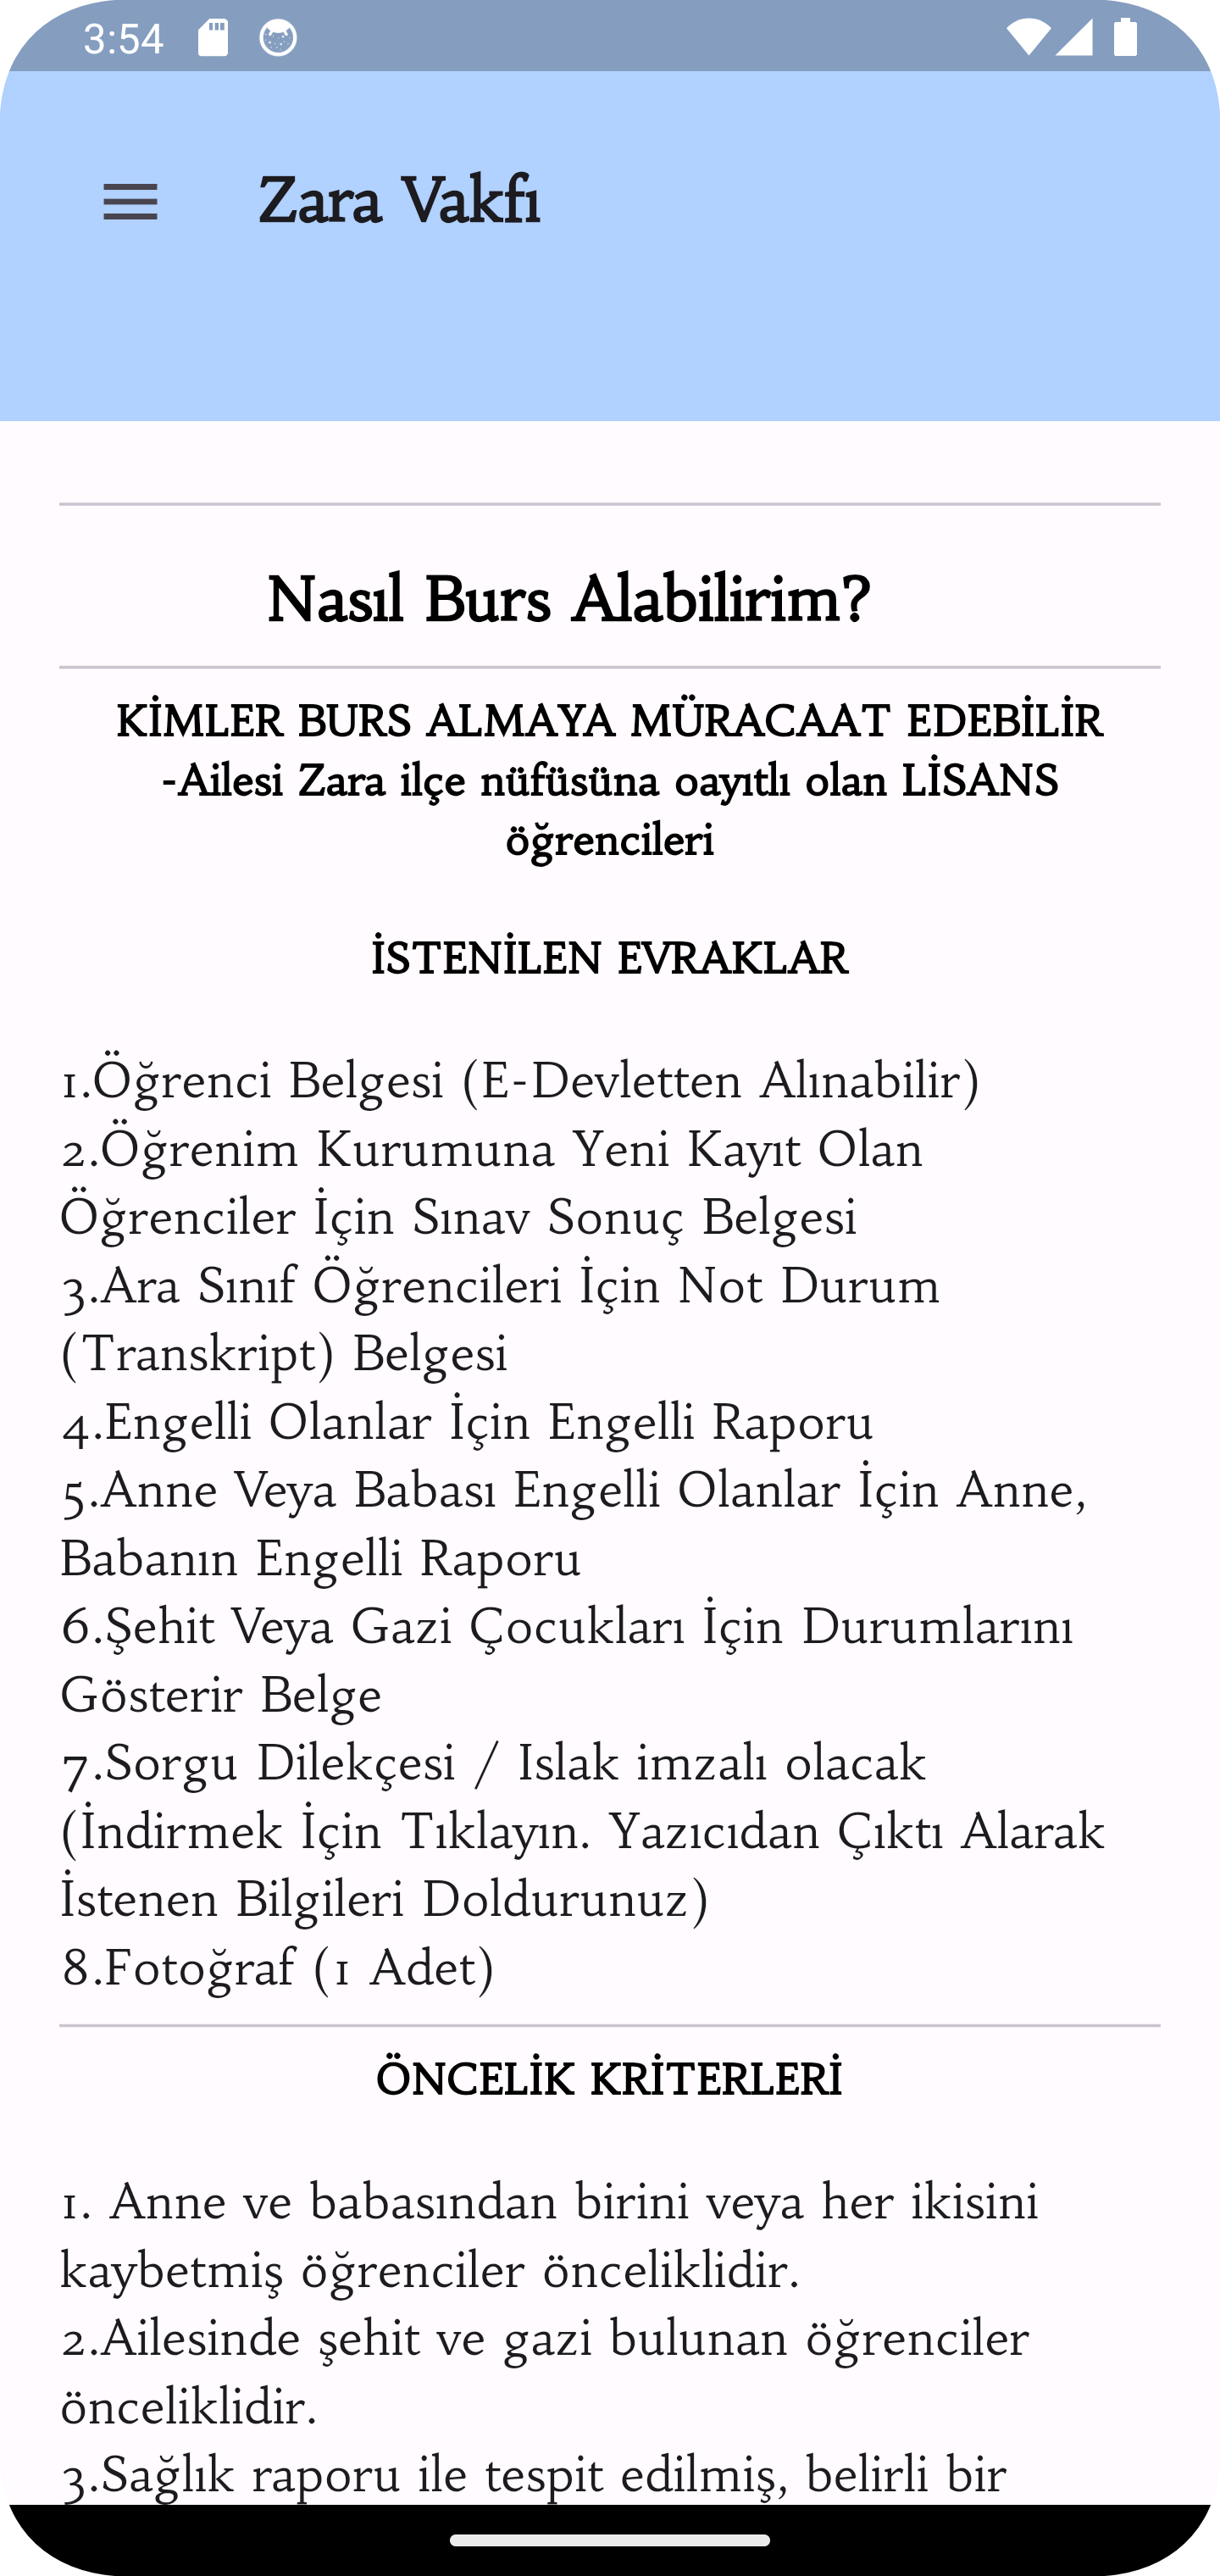 3:54
Zara Vakfı
Nasıl Burs Alabilirim?
KİMLER BURS ALMAYA MÜRACAAT EDEBİLİR
-Ailesi Zara ilçe nüfüsüna oayıtlı olan LİSANS
öğrencileri
İSTENİLEN EVRAKLAR
1.Öğrenci Belgesi (E-Devletten Alınabilir)
2.Öğrenim Kurumuna Yeni Kayıt Olan
Öğrenciler İçin Sınav Sonuç Belgesi
3.Ara Sınıf Öğrencileri İçin Not Durum
(Transkript) Belgesi
4.Engelli Olanlar İçin Engelli Raporu
5.Anne Veya Babası Engelli Olanlar İçin Anne,
Babanın Engelli Raporu
6.Şehit Veya Gazi Çocukları İçin Durumlarını
Gösterir Belge
7.Sorgu Dilekçesi / Islak imzalı olacak
(İndirmek İçin Tıklayın. Yazıcıdan Çıktı Alarak
İstenen Bilgileri Doldurunuz)
8.Fotoğraf (1 Adet)
ÖNCELİK KRİTERLERİ
1. Anne ve babasından birini veya her ikisini
kaybetmiş öğrenciler önceliklidir.
2.Ailesinde şehit ve gazi bulunan öğrenciler
önceliklidir.
3.Sağlık raporu ile tespit edilmiş, belirli bir